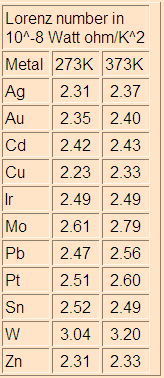 Lorenz number in
10^-8 Watt ohm/K^2
Metal 273K 373K
Ag 2.31 2.37
Au 2.35 2.40
Cd 2.42 2.43
Cu 2.23 2.33
Ir 2.49 2.49
Mo 2.61 2.79
Pb 2.47 2.56
Pt 2.51 2.60
Sn 2.52 2.49
W 3.04 3.20
Zn 2.31 2.33